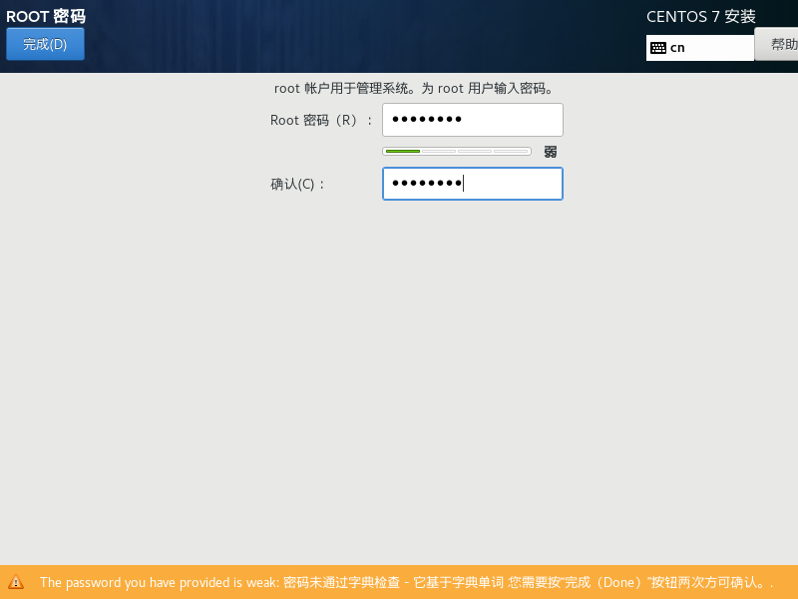 ROOT 密码
CENTOS 7 安装
完成(D)
cn
帮助
root 帐户用于管理系统。为 root 用户输入密码。
Root 密码（R）：
●●●●●●●●
弱
确认(C)：
●●●●●●●●
The password you have provided is weak: 密码未通过字典检查 - 它基于字典单词 您需要按“完成（Done）”按钮两次方可确认。.